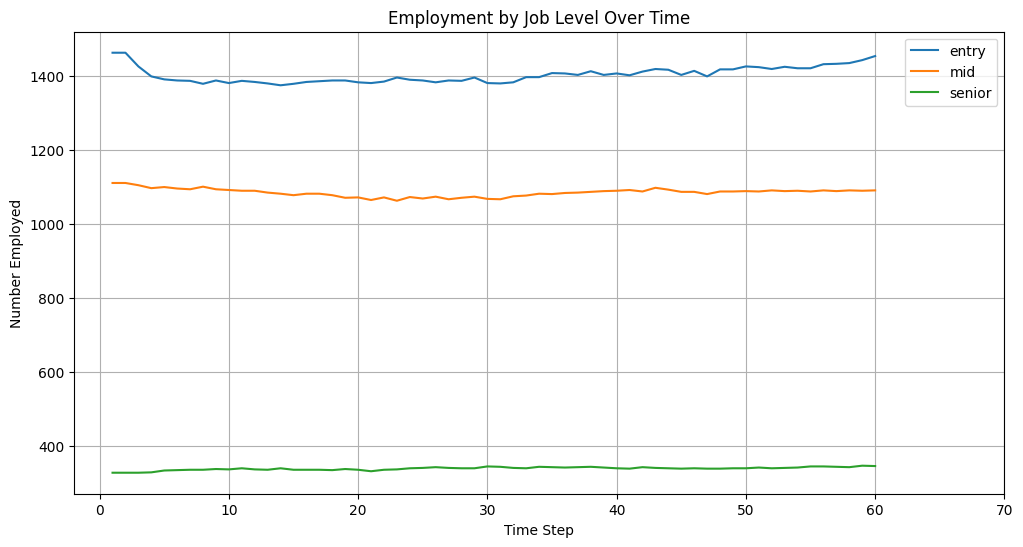 Employment by Job Level Over Time
entry
mid
senior
Number Employed
1400
1200
1000
800
600
400
0 10 20 30 40 50 60 70
Time Step